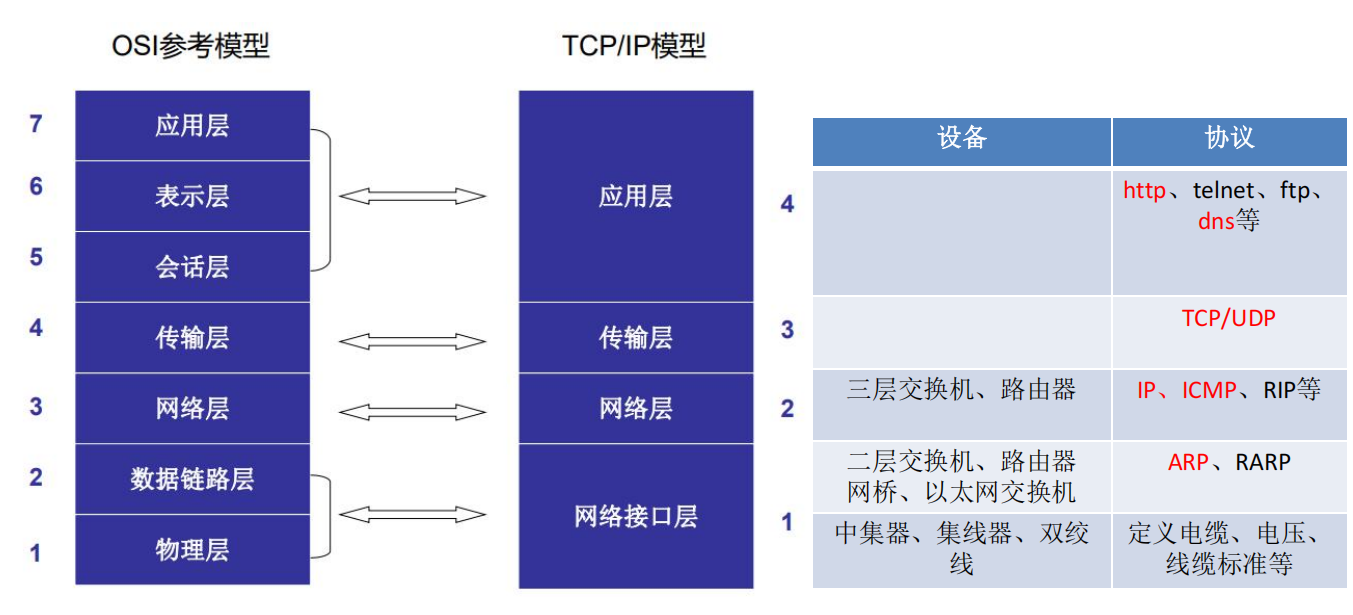 OSI参考模型
TCP/IP模型
7
应用层
6
表示层
5
会话层
4
传输层
3
网络层
2
数据链路层
1
物理层
应用层
4
传输层
3
网络层
2
网络接口层
1
设备
协议
http、telnet、ftp、
dns等
TCP/UDP
三层交换机、路由器
IP、ICMP、RIP等
二层交换机、路由器
网桥、以太网交换机
ARP、RARP
中集器、集线器、双绞
线
定义电缆、电压、
线缆标准等